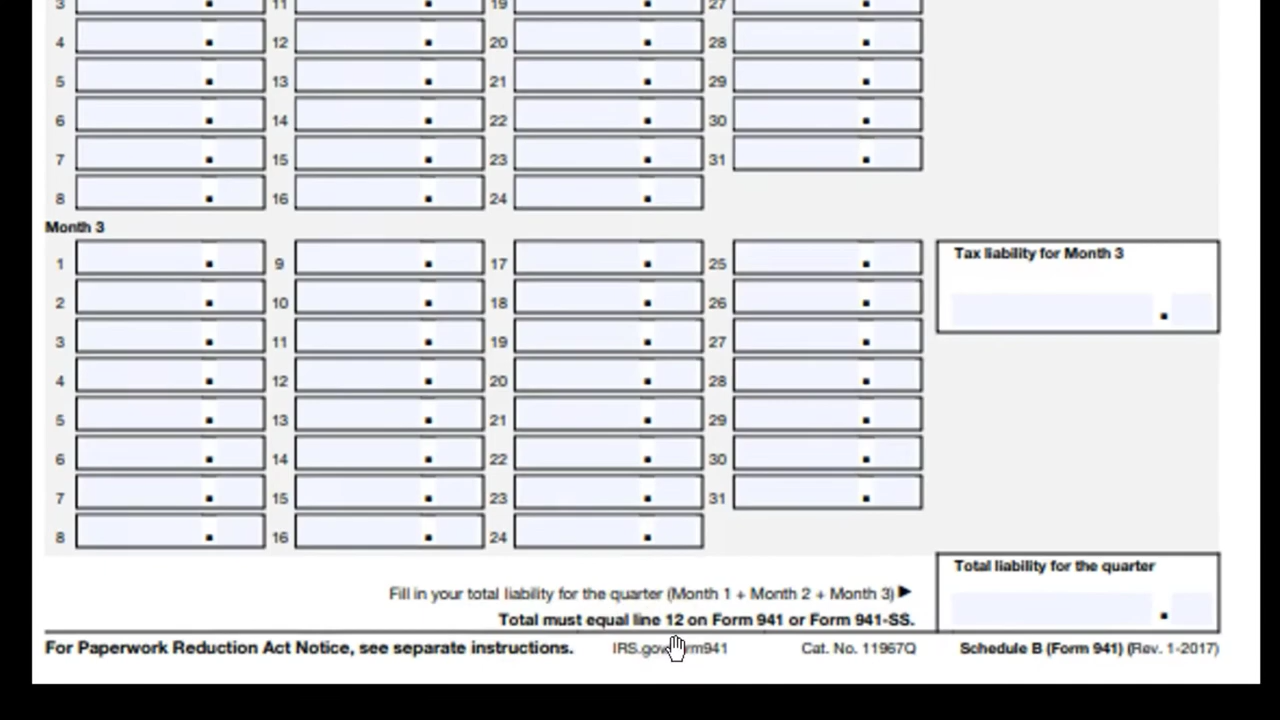 3 11 19 27
4 12 20 28
5 13 21 29
6 14 22 30
7 15 23 31
8 16 24
Month 3
1 9 17 25
2 10 18 26
3 11 19 27
4 12 20 28
5 13 21 29
6 14 22 30
7 15 23 31
8 16 24
Tax liability for Month 3
Fill in your total liability for the quarter (Month 1 + Month 2 + Month 3) ▶
Total must equal line 12 on Form 941 or Form 941-SS.
Total liability for the quarter
For Paperwork Reduction Act Notice, see separate instructions. Cat. No. 11967Q Schedule B (Form 941) (Rev. 1-2017)